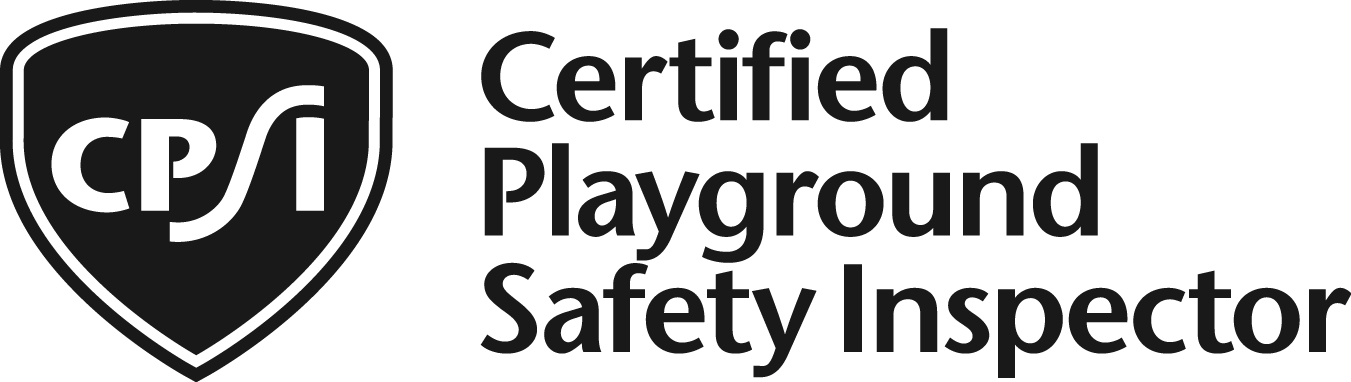 CPSI
Certified
Playground
Safety Inspector